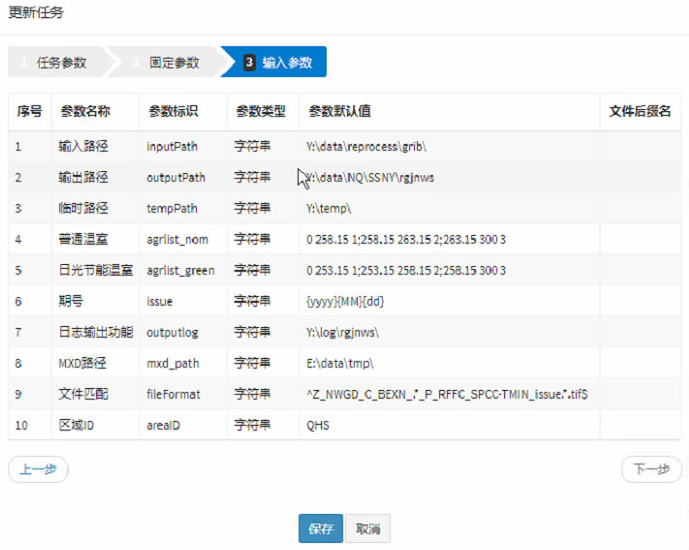 更新任务
1 任务参数 2 固定参数 3 输入参数
序号 参数名称 参数标识 参数类型 参数默认值 文件后缀名
1 输入路径 inputPath 字符串 Y:\data\reprocess\grib\
2 输出路径 outputPath 字符串 Y:\data\NQ\SSNY\rgjnws
3 临时路径 tempPath 字符串 Y:\temp\
4 普通温室 agrlist_nom 字符串 0 258.15 1;258.15 263.15 2;263.15 300 3
5 日光节能温室 agrlist_green 字符串 0 253.15 1;253.15 258.15 2;258.15 300 3
6 期号 issue 字符串 {yyyy}{MM}{dd}
7 日志输出功能 outputlog 字符串 Y:\log\rgjnws\
8 MXD路径 mxd_path 字符串 E:\data\tmp\
9 文件匹配 fileFormat 字符串 ^Z_NWGD_C_BEXN_.*_P_RFFC_SPCC-TMIN_issue.*.tif$
10 区域ID areaID 字符串 QHS
上一步 下一步
保存 取消